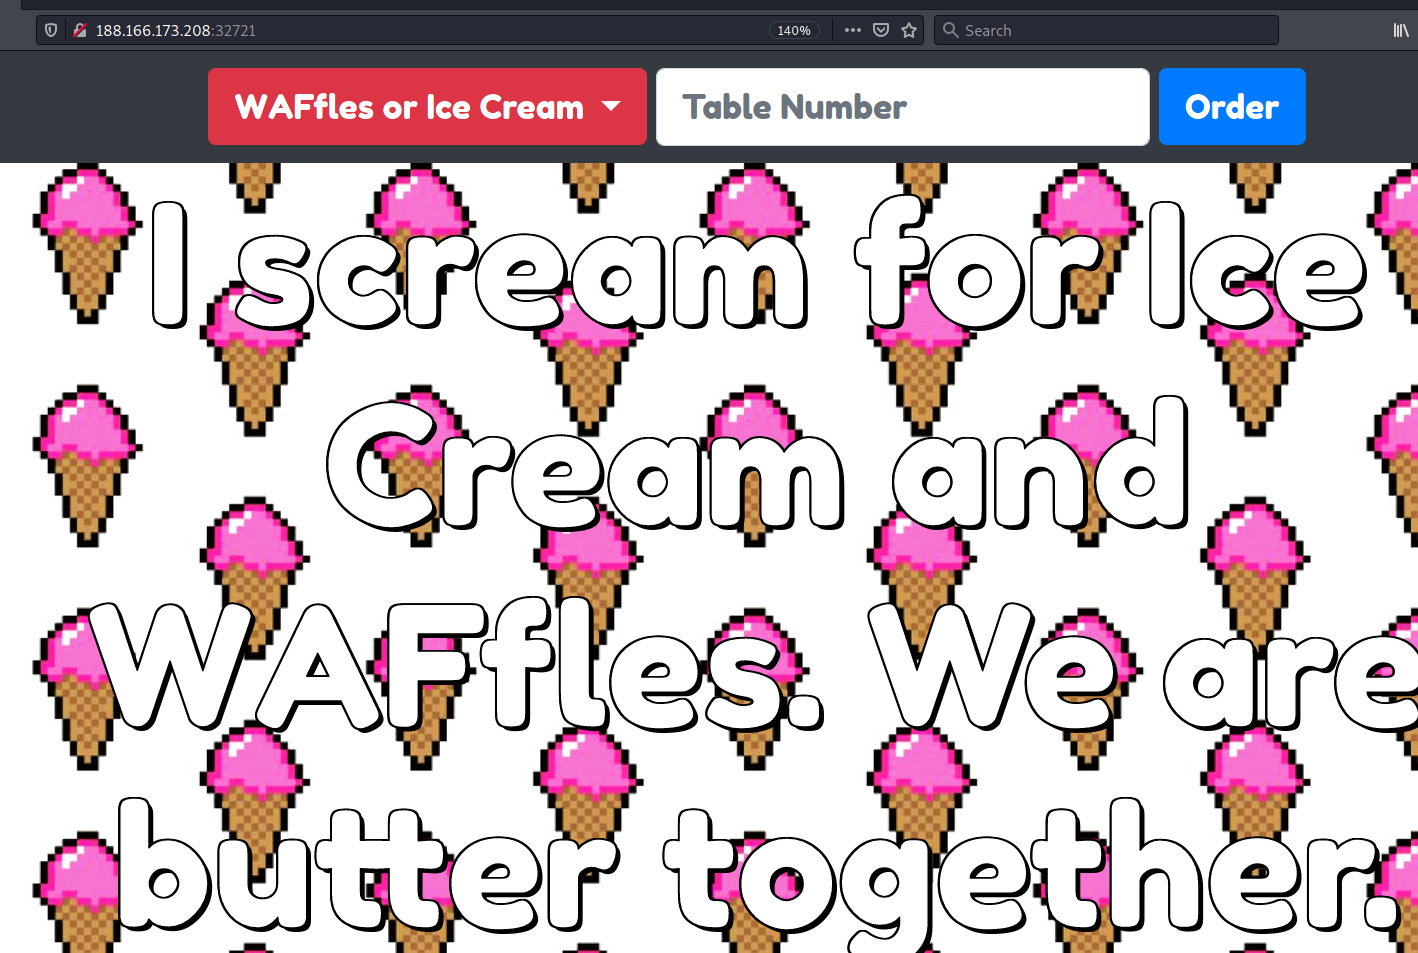 188.166.173.208:32721
140%
Search
WAFfles or Ice Cream
Table Number
Order
I scream for Ice
Cream and
WAFfles. We are
butter together.